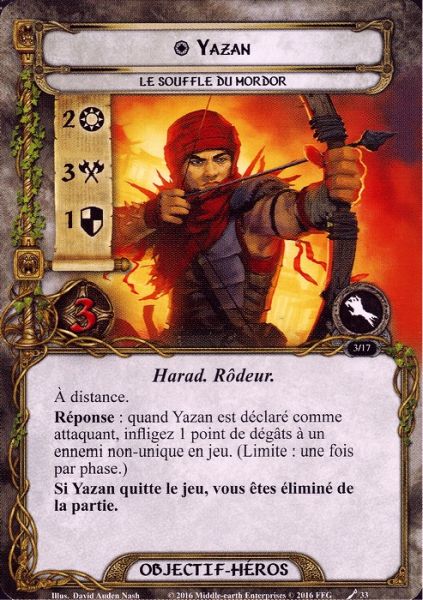 Yazan
Le Souffle du Mordor
2
3
1
3
3/17
Harad. Rôdeur.
À distance.
Réponse : quand Yazan est déclaré comme
attaquant, infligez 1 point de dégâts à un
ennemi non-unique en jeu. (Limite : une fois
par phase.)
Si Yazan quitte le jeu, vous êtes éliminé de
la partie.
Objectif-Héros
Illus. David Auden Nash © 2016 Middle-earth Enterprises © 2016 FFG 33